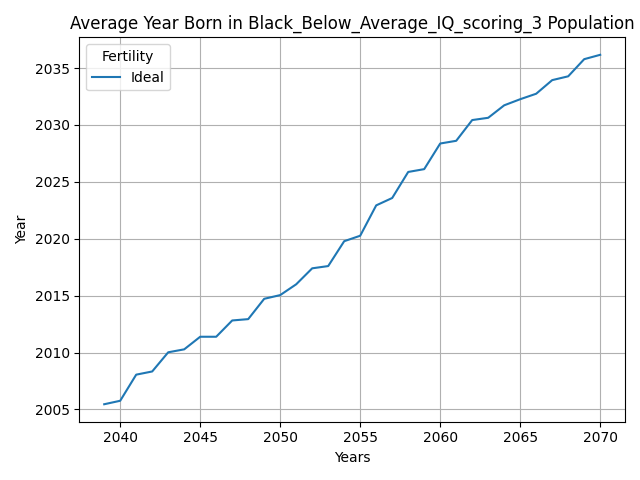 Average Year Born in Black_Below_Average_IQ_scoring_3 Population
Fertility
Ideal
Year
2035
2030
2025
2020
2015
2010
2005
2040 2045 2050 2055 2060 2065 2070
Years